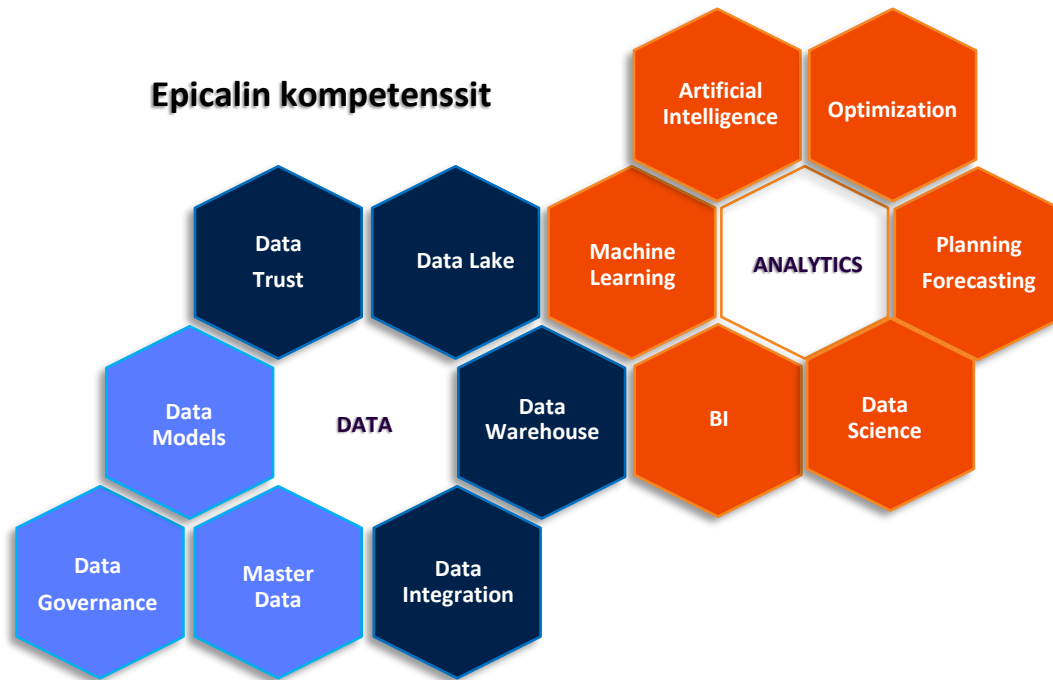 Epicalin kompetenssit
Artificial
Intelligence
Optimization
Data
Trust
Data Lake
Machine
Learning
ANALYTICS
Planning
Forecasting
Data
Models
DATA
Data
Warehouse
BI
Data
Science
Data
Governance
Master
Data
Data
Integration